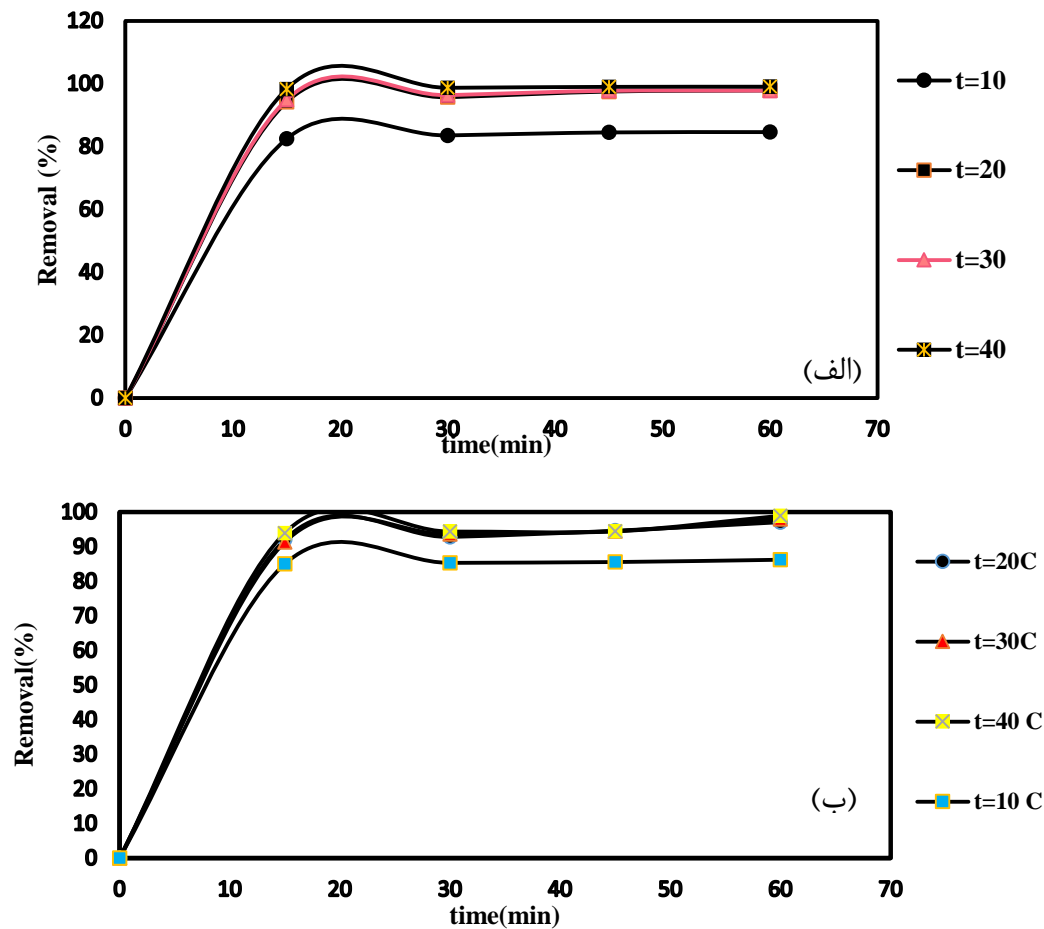 120
100
80
60
40
20
0
Removal (%)
0 10 20 30 40 50 60 70
time(min)
t=10
t=20
t=30
t=40
(الف)
100
90
80
70
60
50
40
30
20
10
0
Removal(%)
0 10 20 30 40 50 60 70
time(min)
t=20C
t=30C
t=40 C
t=10 C
(ب)